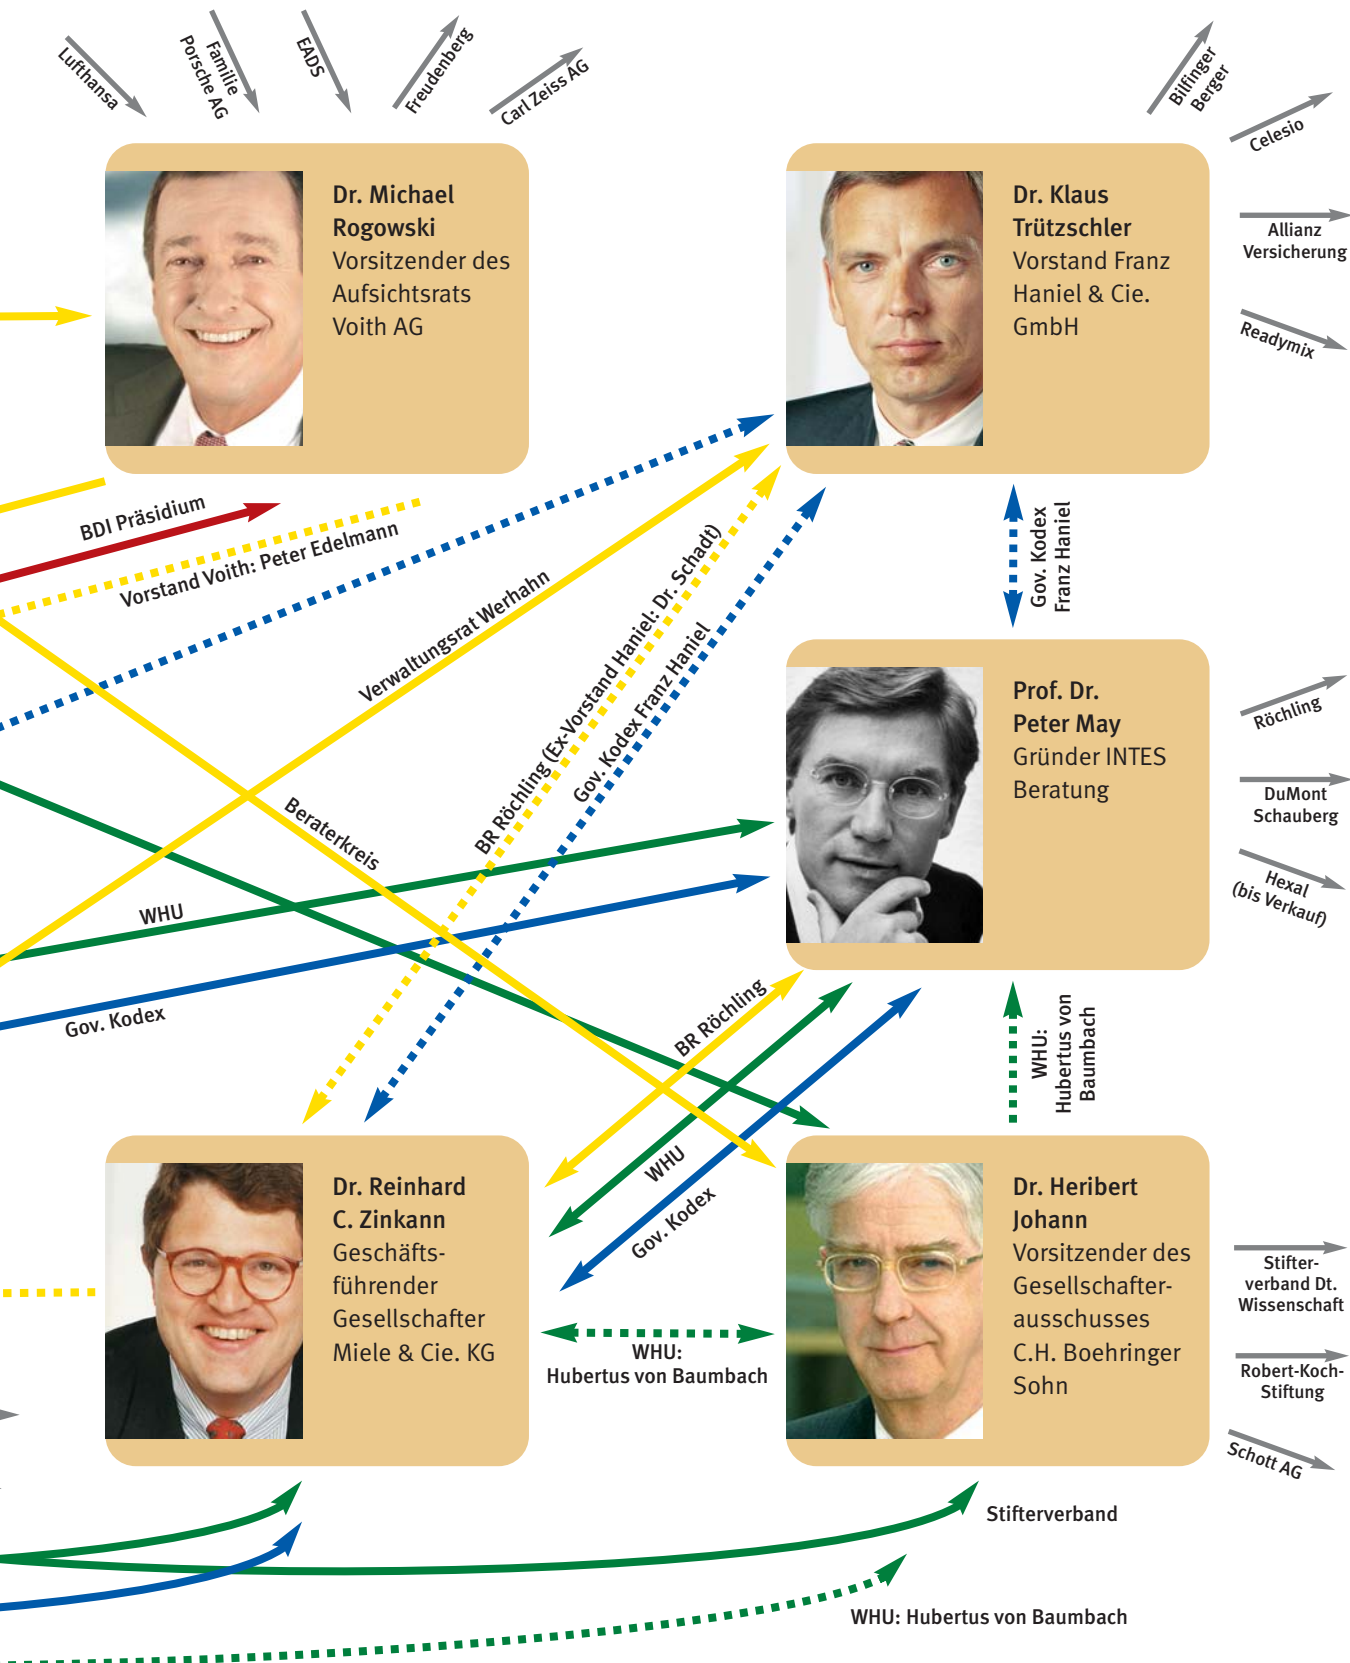 Lufthansa
Familie
Porsche AG
EADS
Freudenberg
Carl Zeiss AG
Bilfinger
Berger
Celesio
Allianz
Versicherung
Readymix
Dr. Michael
Rogowski
Vorsitzender des
Aufsichtsrats
Voith AG
Dr. Klaus
Trützschler
Vorstand Franz
Haniel & Cie.
GmbH
BDI Präsidium
Vorstand Voith: Peter Edelmann
Verwaltungsrat Werhahn
BR Röchling (Ex-Vorstand Haniel: Dr. Schadt)
Gov. Kodex Franz Haniel
Gov. Kodex
Franz Haniel
Prof. Dr.
Peter May
Gründer INTES
Beratung
Röchling
DuMont
Schauberg
Hexal
(bis Verkauf)
Beraterkreis
WHU
Gov. Kodex
BR Röchling
WHU
Gov. Kodex
WHU:
Hubertus von
Baumbach
Dr. Reinhard
C. Zinkann
Geschäfts-
führender
Gesellschafter
Miele & Cie. KG
WHU:
Hubertus von Baumbach
Dr. Heribert
Johann
Vorsitzender des
Gesellschafter-
ausschusses
C.H. Boehringer
Sohn
Stifter-
verband Dt.
Wissenschaft
Robert-Koch-
Stiftung
Schott AG
Stifterverband
WHU: Hubertus von Baumbach